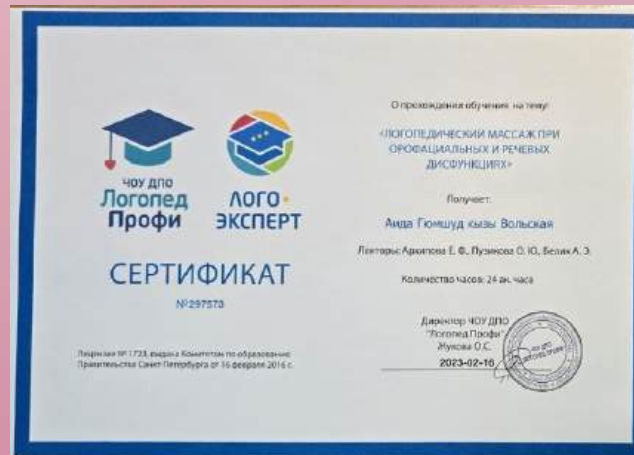 ЧОУ ДПО
Логопед
Профи
ЛОГО
ЭКСПЕРТ
СЕРТИФИКАТ
№297573
Лицензия № 1723, выдана Комитетом по образованию
Правительства Санкт-Петербурга от 16 февраля 2016 г.
О прохождении обучения на тему:
«ЛОГОПЕДИЧЕСКИЙ МАССАЖ ПРИ
ОРОФАЦИАЛЬНЫХ И РЕЧЕВЫХ
ДИСФУНКЦИЯХ»
Получает:
Аида Гюмшуд кызы Вольская
Лекторы: Архипова Е. Ф., Пузикова О. Ю., Белик А. Э.
Количество часов: 24 ак. часа
Директор ЧОУ ДПО
"Логопед Профи"
Жукова О.С.
2023-02-16